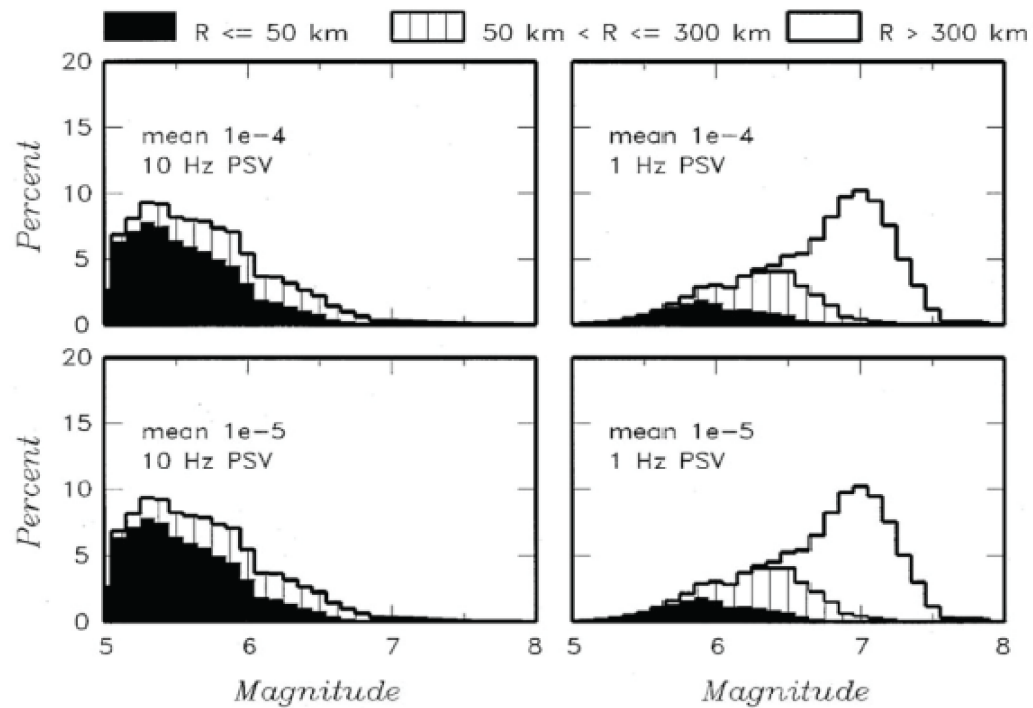 R <= 50 km 50 km < R <= 300 km R > 300 km
20
15
10
5
0
Percent
mean 1e-4
10 Hz PSV
mean 1e-4
1 Hz PSV
20
15
10
5
0
Percent
mean 1e-5
10 Hz PSV
mean 1e-5
1 Hz PSV
5 6 7 8 5 6 7 8
Magnitude Magnitude